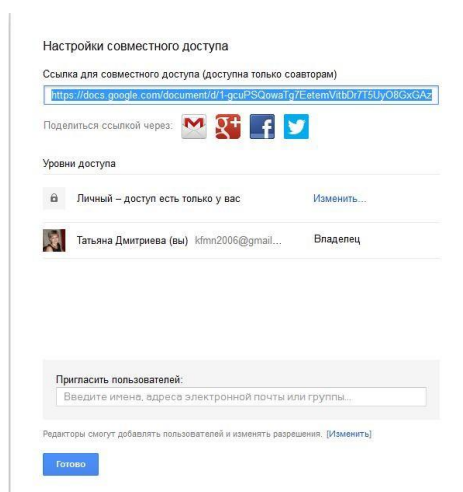 Настройки совместного доступа
Ссылка для совместного доступа (доступна только соавторам)
https://docs.google.com/document/d/1-gcuPSQowaTg7EetemVitbDr7T5UyO8GxGAz
Поделиться ссылкой через:
Уровни доступа
Личный – доступ есть только у вас Изменить...
Татьяна Дмитриева (вы) kfmn2006@gmail... Владелец
Пригласить пользователей:
Введите имена, адреса электронной почты или группы...
Редакторы смогут добавлять пользователей и изменять разрешения. [Изменить]
Готово